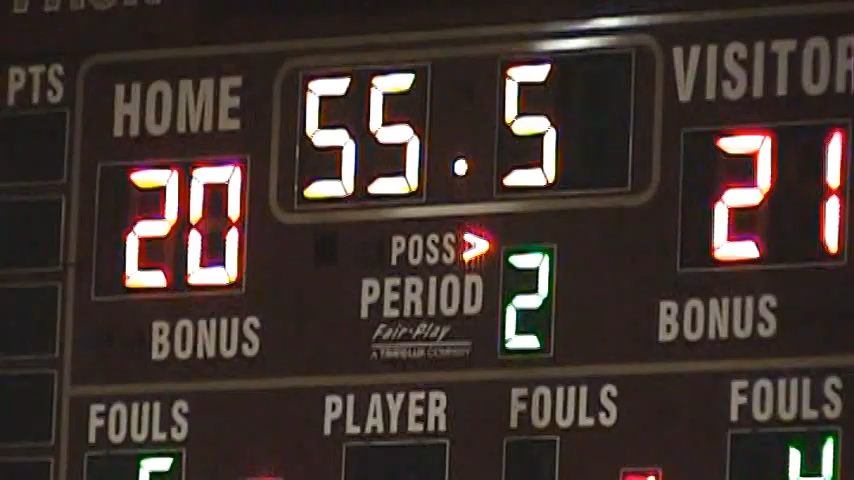 PTS
HOME
55.5
VISITOR
20
21
POSS >
PERIOD 2
Fair-Play
BONUS
BONUS
FOULS
PLAYER
FOULS
FOULS
4